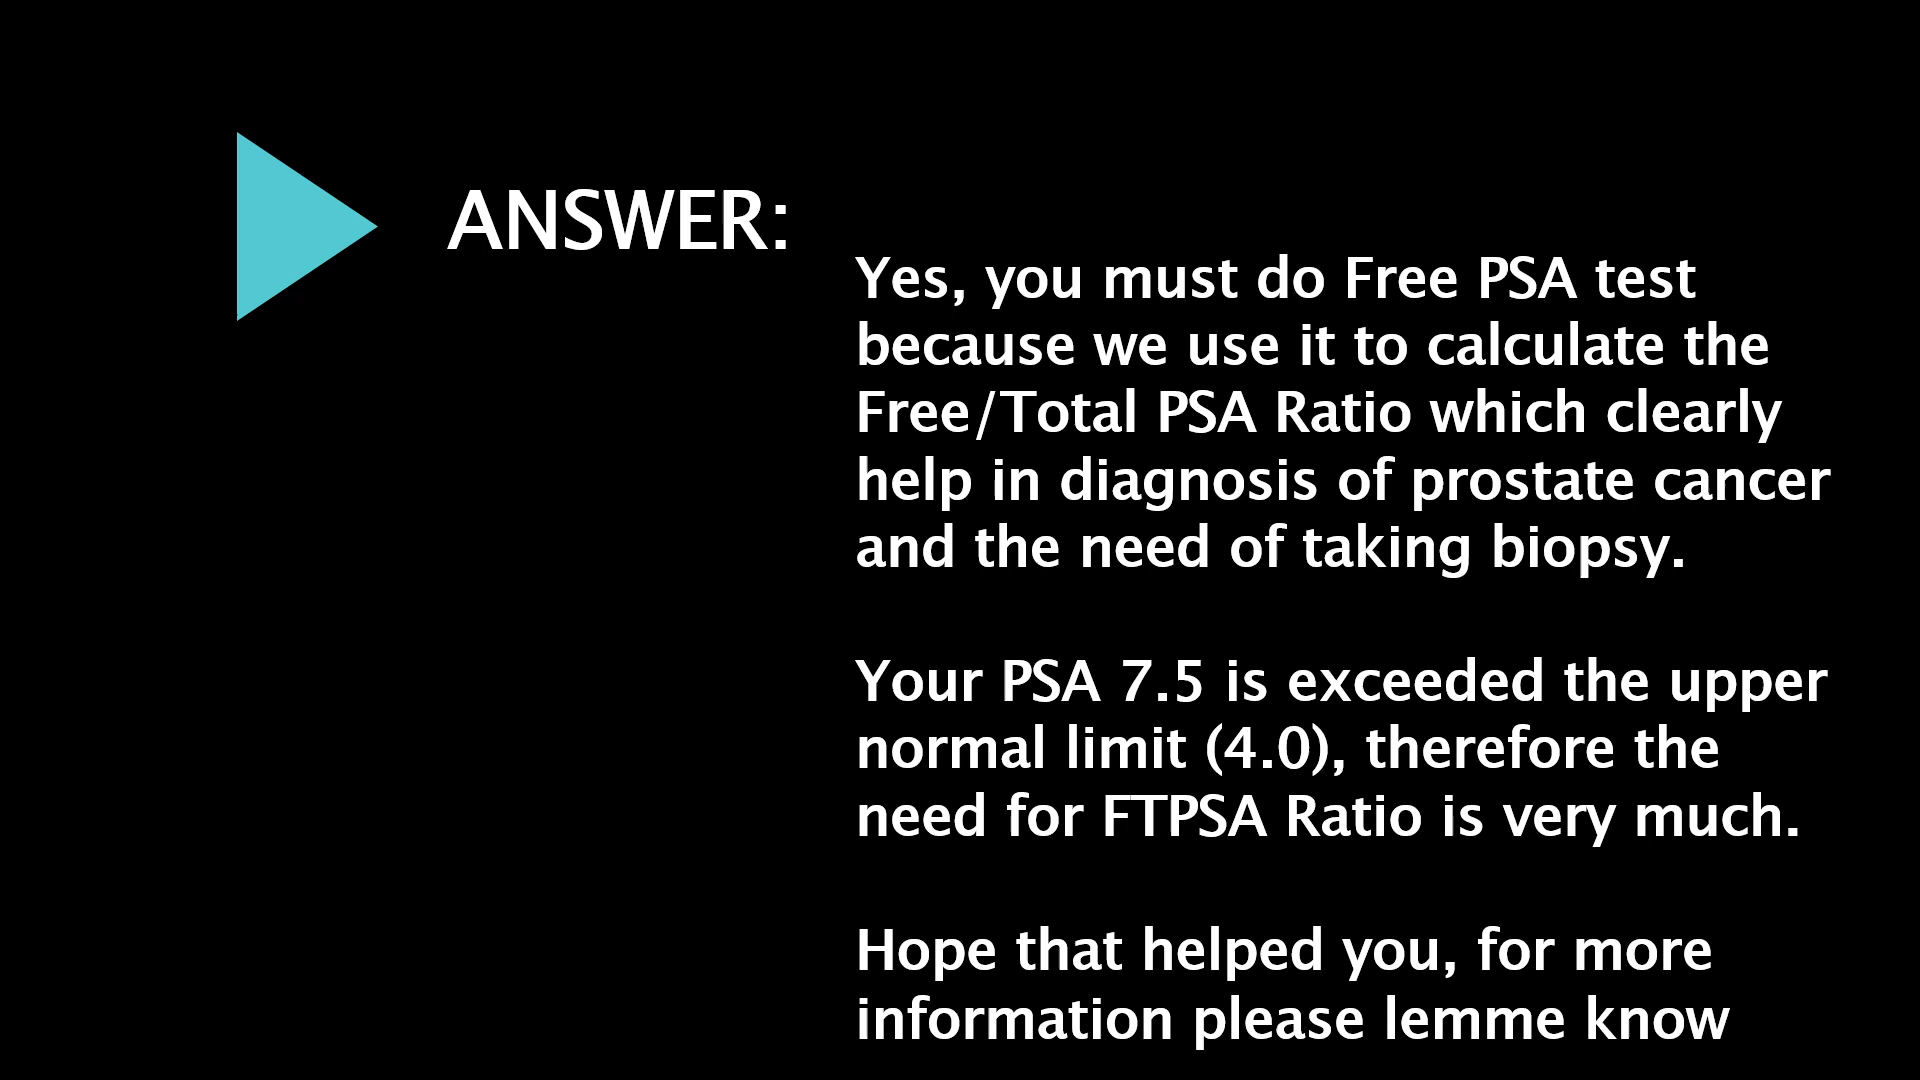 ANSWER:
Yes, you must do Free PSA test
because we use it to calculate the
Free/Total PSA Ratio which clearly
help in diagnosis of prostate cancer
and the need of taking biopsy.
Your PSA 7.5 is exceeded the upper
normal limit (4.0), therefore the
need for FTPSA Ratio is very much.
Hope that helped you, for more
information please lemme know